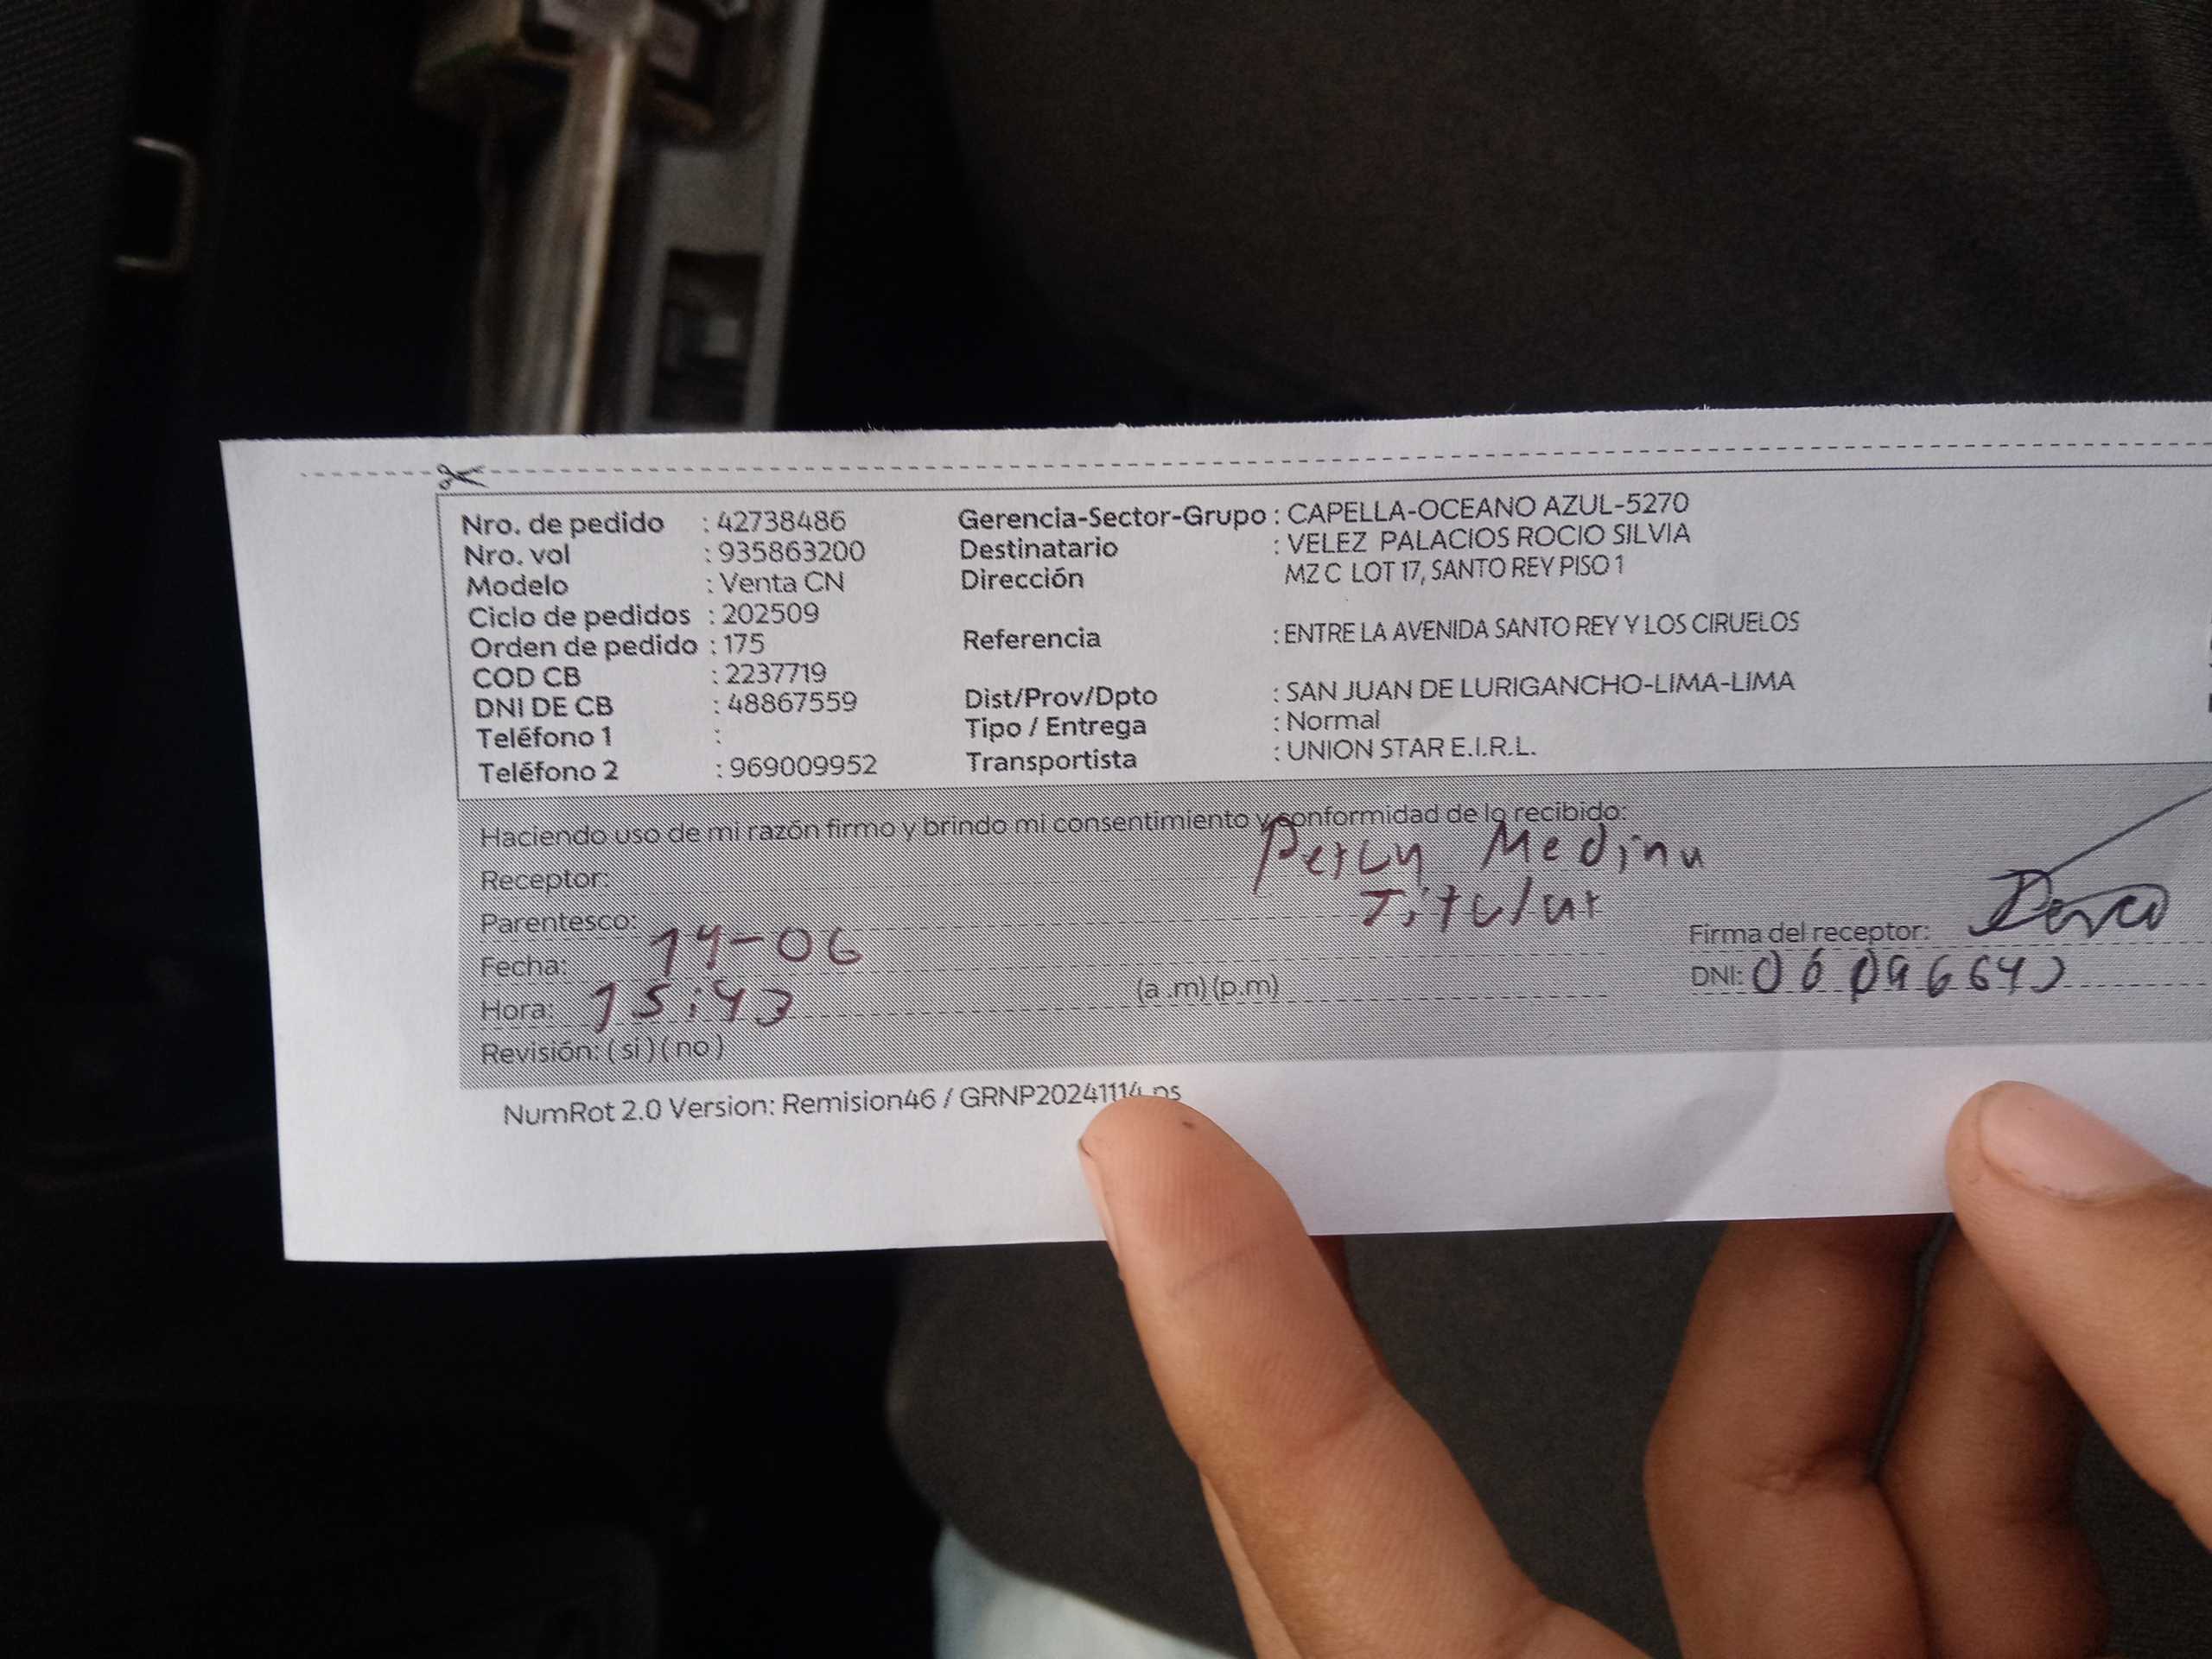 Nro. de pedido : 42738486
Nro. vol : 935863200
Modelo : Venta CN
Ciclo de pedidos : 202509
Orden de pedido : 175
COD CB : 2237719
DNI DE CB : 48867559
Teléfono 1 :
Teléfono 2 : 969009952
Gerencia-Sector-Grupo : CAPELLA-OCEANO AZUL-5270
Destinatario : VELEZ PALACIOS ROCIO SILVIA
Dirección MZ C LOT 17, SANTO REY PISO 1
Referencia : ENTRE LA AVENIDA SANTO REY Y LOS CIRUELOS
Dist/Prov/Dpto : SAN JUAN DE LURIGANCHO-LIMA-LIMA
Tipo / Entrega : Normal
Transportista : UNION STAR E.I.R.L.
Haciendo uso de mi razón firmo y brindo mi consentimiento y conformidad de lo recibido:
Receptor: Percy Medina
Parentesco: Titular
Fecha: 14-06
Hora: 15:43 (a .m) (p.m)
Revisión: ( si ) ( no )
Firma del receptor:
DNI:
NumRot 2.0 Version: Remision46 / GRNP20241114.ps